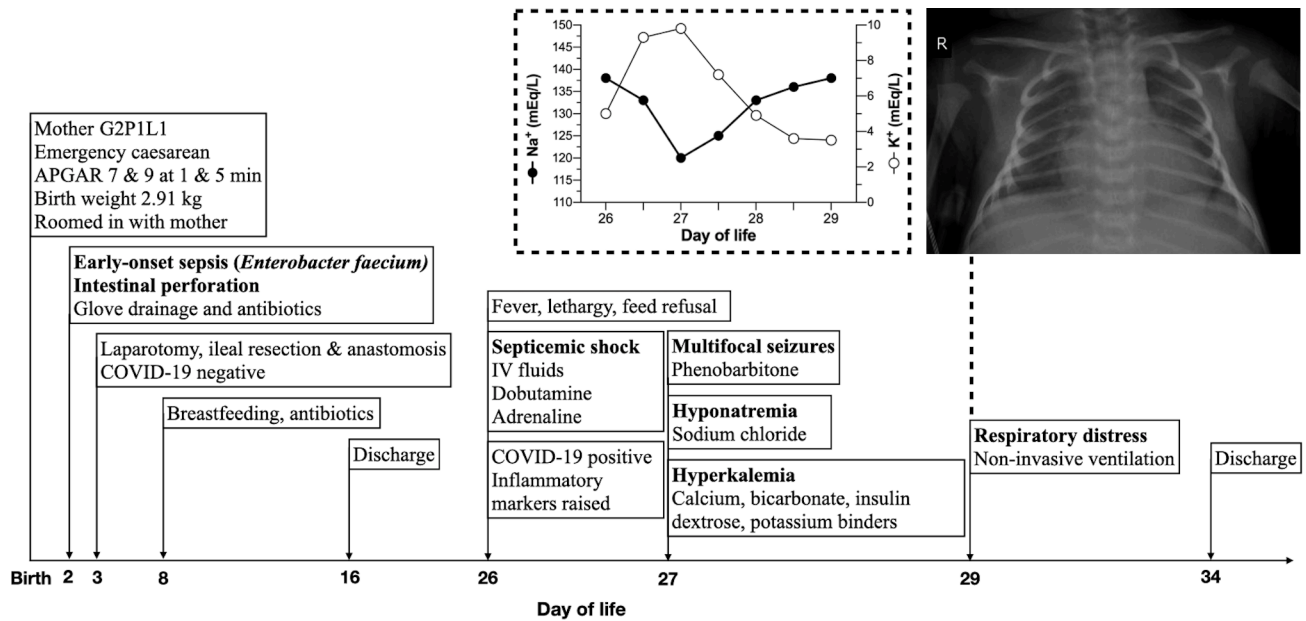 Mother G2P1L1
Emergency caesarean
APGAR 7 & 9 at 1 & 5 min
Birth weight 2.91 kg
Roomed in with mother
Early-onset sepsis (Enterobacter faecium)
Intestinal perforation
Glove drainage and antibiotics
Laparotomy, ileal resection & anastomosis
COVID-19 negative
Breastfeeding, antibiotics
Discharge
150
145
140
135
130
125
120
115
110
Na+ (mEq/L)
10
8
6
4
2
0
K+ (mEq/L)
26 27 28 29
Day of life
R
Fever, lethargy, feed refusal
Septicemic shock
IV fluids
Dobutamine
Adrenaline
COVID-19 positive
Inflammatory
markers raised
Multifocal seizures
Phenobarbitone
Hyponatremia
Sodium chloride
Hyperkalemia
Calcium, bicarbonate, insulin
dextrose, potassium binders
Respiratory distress
Non-invasive ventilation
Discharge
Birth 2 3 8 16 26 27 29 34
Day of life